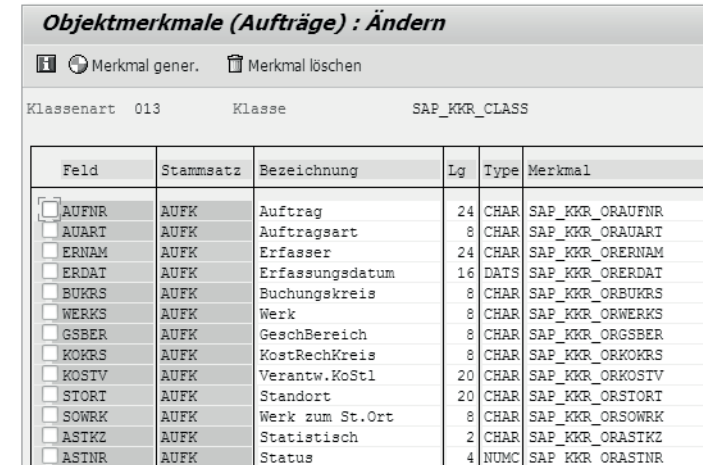 Objektmerkmale (Aufträge) : Ändern
Merkmal gener. Merkmal löschen
Klassenart 013 Klasse SAP_KKR_CLASS
Feld Stammsatz Bezeichnung Lg Type Merkmal
AUFNR AUFK Auftrag 24 CHAR SAP_KKR_ORAUFNR
AUART AUFK Auftragsart 8 CHAR SAP_KKR_ORAUART
ERNAM AUFK Erfasser 24 CHAR SAP_KKR_ORERNAM
ERDAT AUFK Erfassungsdatum 16 DATS SAP_KKR_ORERDAT
BUKRS AUFK Buchungskreis 8 CHAR SAP_KKR_ORBUKRS
WERKS AUFK Werk 8 CHAR SAP_KKR_ORWERKS
GSBER AUFK GeschBereich 8 CHAR SAP_KKR_ORGSBER
KOKRS AUFK KostRechKreis 8 CHAR SAP_KKR_ORKOKRS
KOSTV AUFK Verantw.KoStl 20 CHAR SAP_KKR_ORKOSTV
STORT AUFK Standort 20 CHAR SAP_KKR_ORSTORT
SOWRK AUFK Werk zum St.Ort 8 CHAR SAP_KKR_ORSOWRK
ASTKZ AUFK Statistisch 2 CHAR SAP_KKR_ORASTKZ
ASTNR AUFK Status 4 NUMC SAP_KKR_ORASTNR